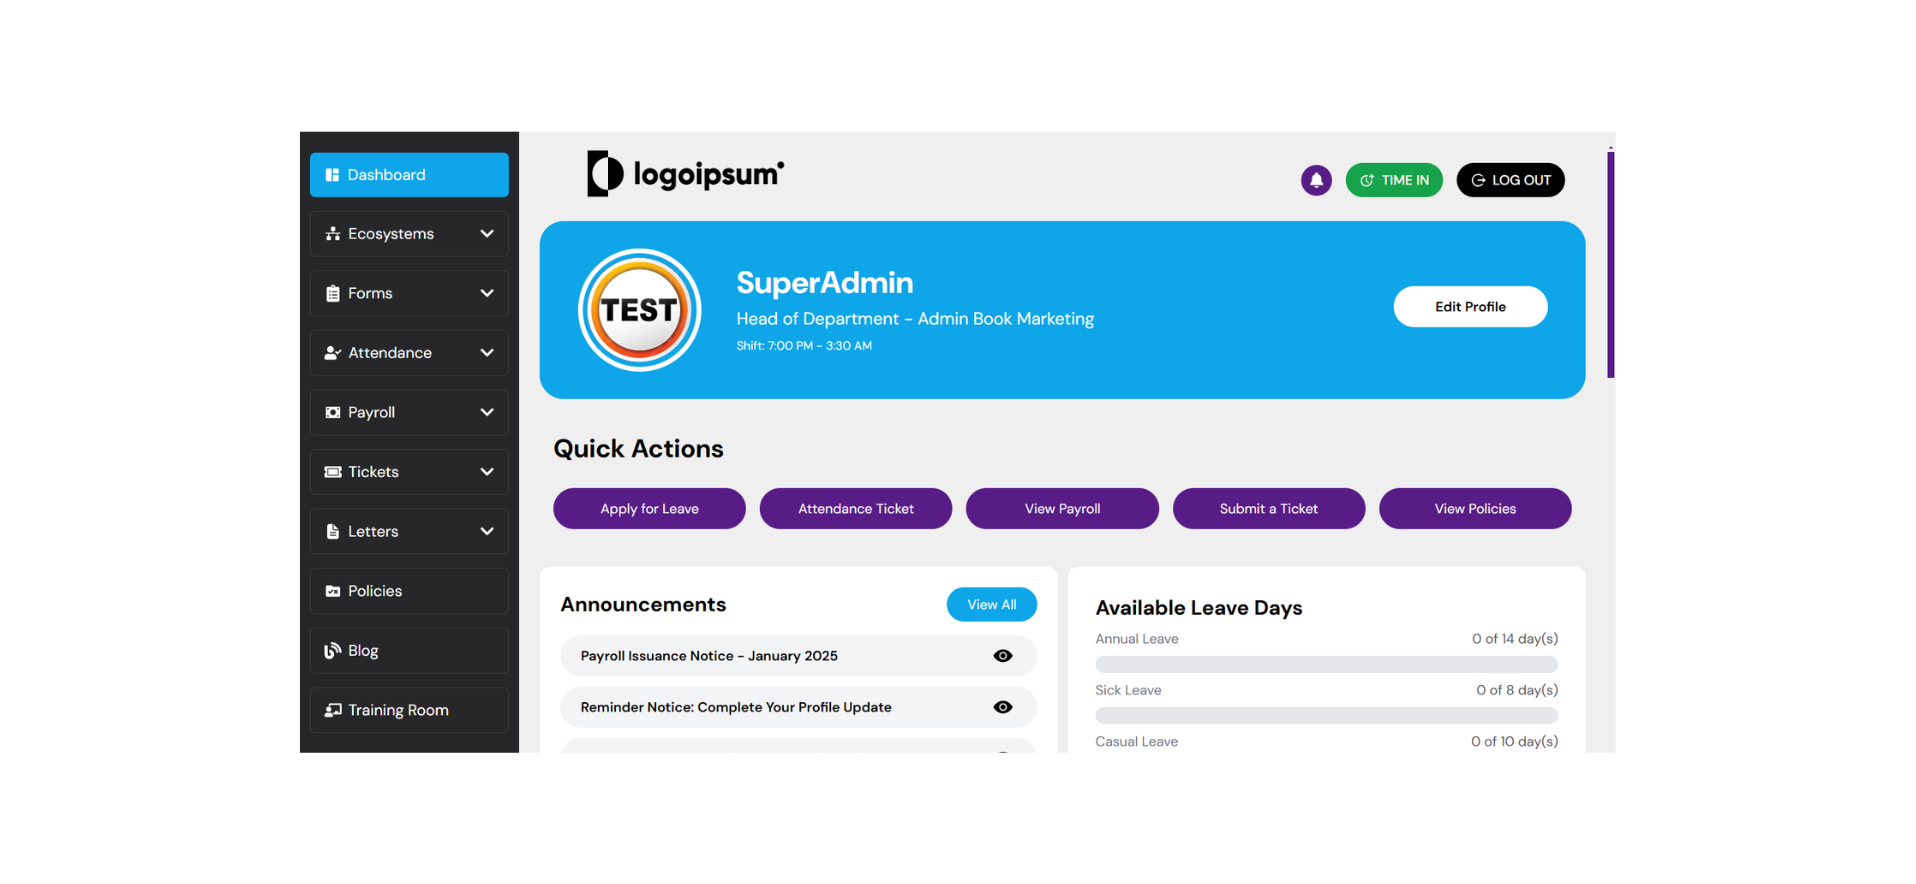 Dashboard
Ecosystems
Forms
Attendance
Payroll
Tickets
Letters
Policies
Blog
Training Room
logoipsum
TIME IN
LOG OUT
TEST
SuperAdmin
Head of Department - Admin Book Marketing
Shift: 7:00 PM - 3:30 AM
Edit Profile
Quick Actions
Apply for Leave
Attendance Ticket
View Payroll
Submit a Ticket
View Policies
Announcements
View All
Payroll Issuance Notice - January 2025
Reminder Notice: Complete Your Profile Update
Available Leave Days
Annual Leave 0 of 14 day(s)
Sick Leave 0 of 8 day(s)
Casual Leave 0 of 10 day(s)